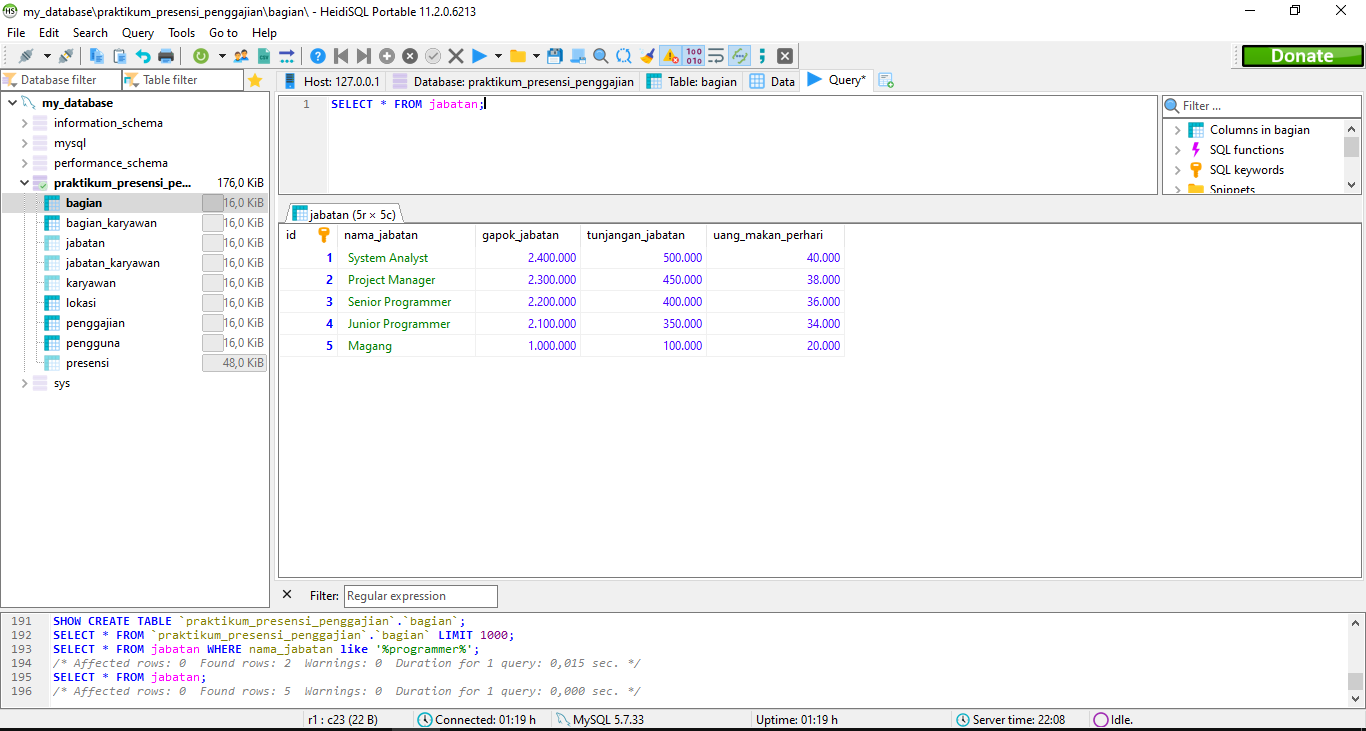 my_database\praktikum_presensi_penggajian\bagian\ - HeidiSQL Portable 11.2.0.6213
File Edit Search Query Tools Go to Help
Donate
Database filter Table filter
Host: 127.0.0.1 Database: praktikum_presensi_penggajian Table: bagian Data Query*
my_database
information_schema
mysql
performance_schema
praktikum_presensi_pe... 176,0 KiB
bagian 16,0 KiB
bagian_karyawan 16,0 KiB
jabatan 16,0 KiB
jabatan_karyawan 16,0 KiB
karyawan 16,0 KiB
lokasi 16,0 KiB
penggajian 16,0 KiB
pengguna 16,0 KiB
presensi 48,0 KiB
sys
1 SELECT * FROM jabatan;
Filter ...
Columns in bagian
SQL functions
SQL keywords
Snippets
jabatan (5r × 5c)
id nama_jabatan gapok_jabatan tunjangan_jabatan uang_makan_perhari
1 System Analyst 2.400.000 500.000 40.000
2 Project Manager 2.300.000 450.000 38.000
3 Senior Programmer 2.200.000 400.000 36.000
4 Junior Programmer 2.100.000 350.000 34.000
5 Magang 1.000.000 100.000 20.000
Filter: Regular expression
191 SHOW CREATE TABLE `praktikum_presensi_penggajian`.`bagian`;
192 SELECT * FROM `praktikum_presensi_penggajian`.`bagian` LIMIT 1000;
193 SELECT * FROM jabatan WHERE nama_jabatan like '%programmer%';
194 /* Affected rows: 0 Found rows: 2 Warnings: 0 Duration for 1 query: 0,015 sec. */
195 SELECT * FROM jabatan;
196 /* Affected rows: 0 Found rows: 5 Warnings: 0 Duration for 1 query: 0,000 sec. */
r1 : c23 (22 B) Connected: 01:19 h MySQL 5.7.33 Uptime: 01:19 h Server time: 22:08 Idle.